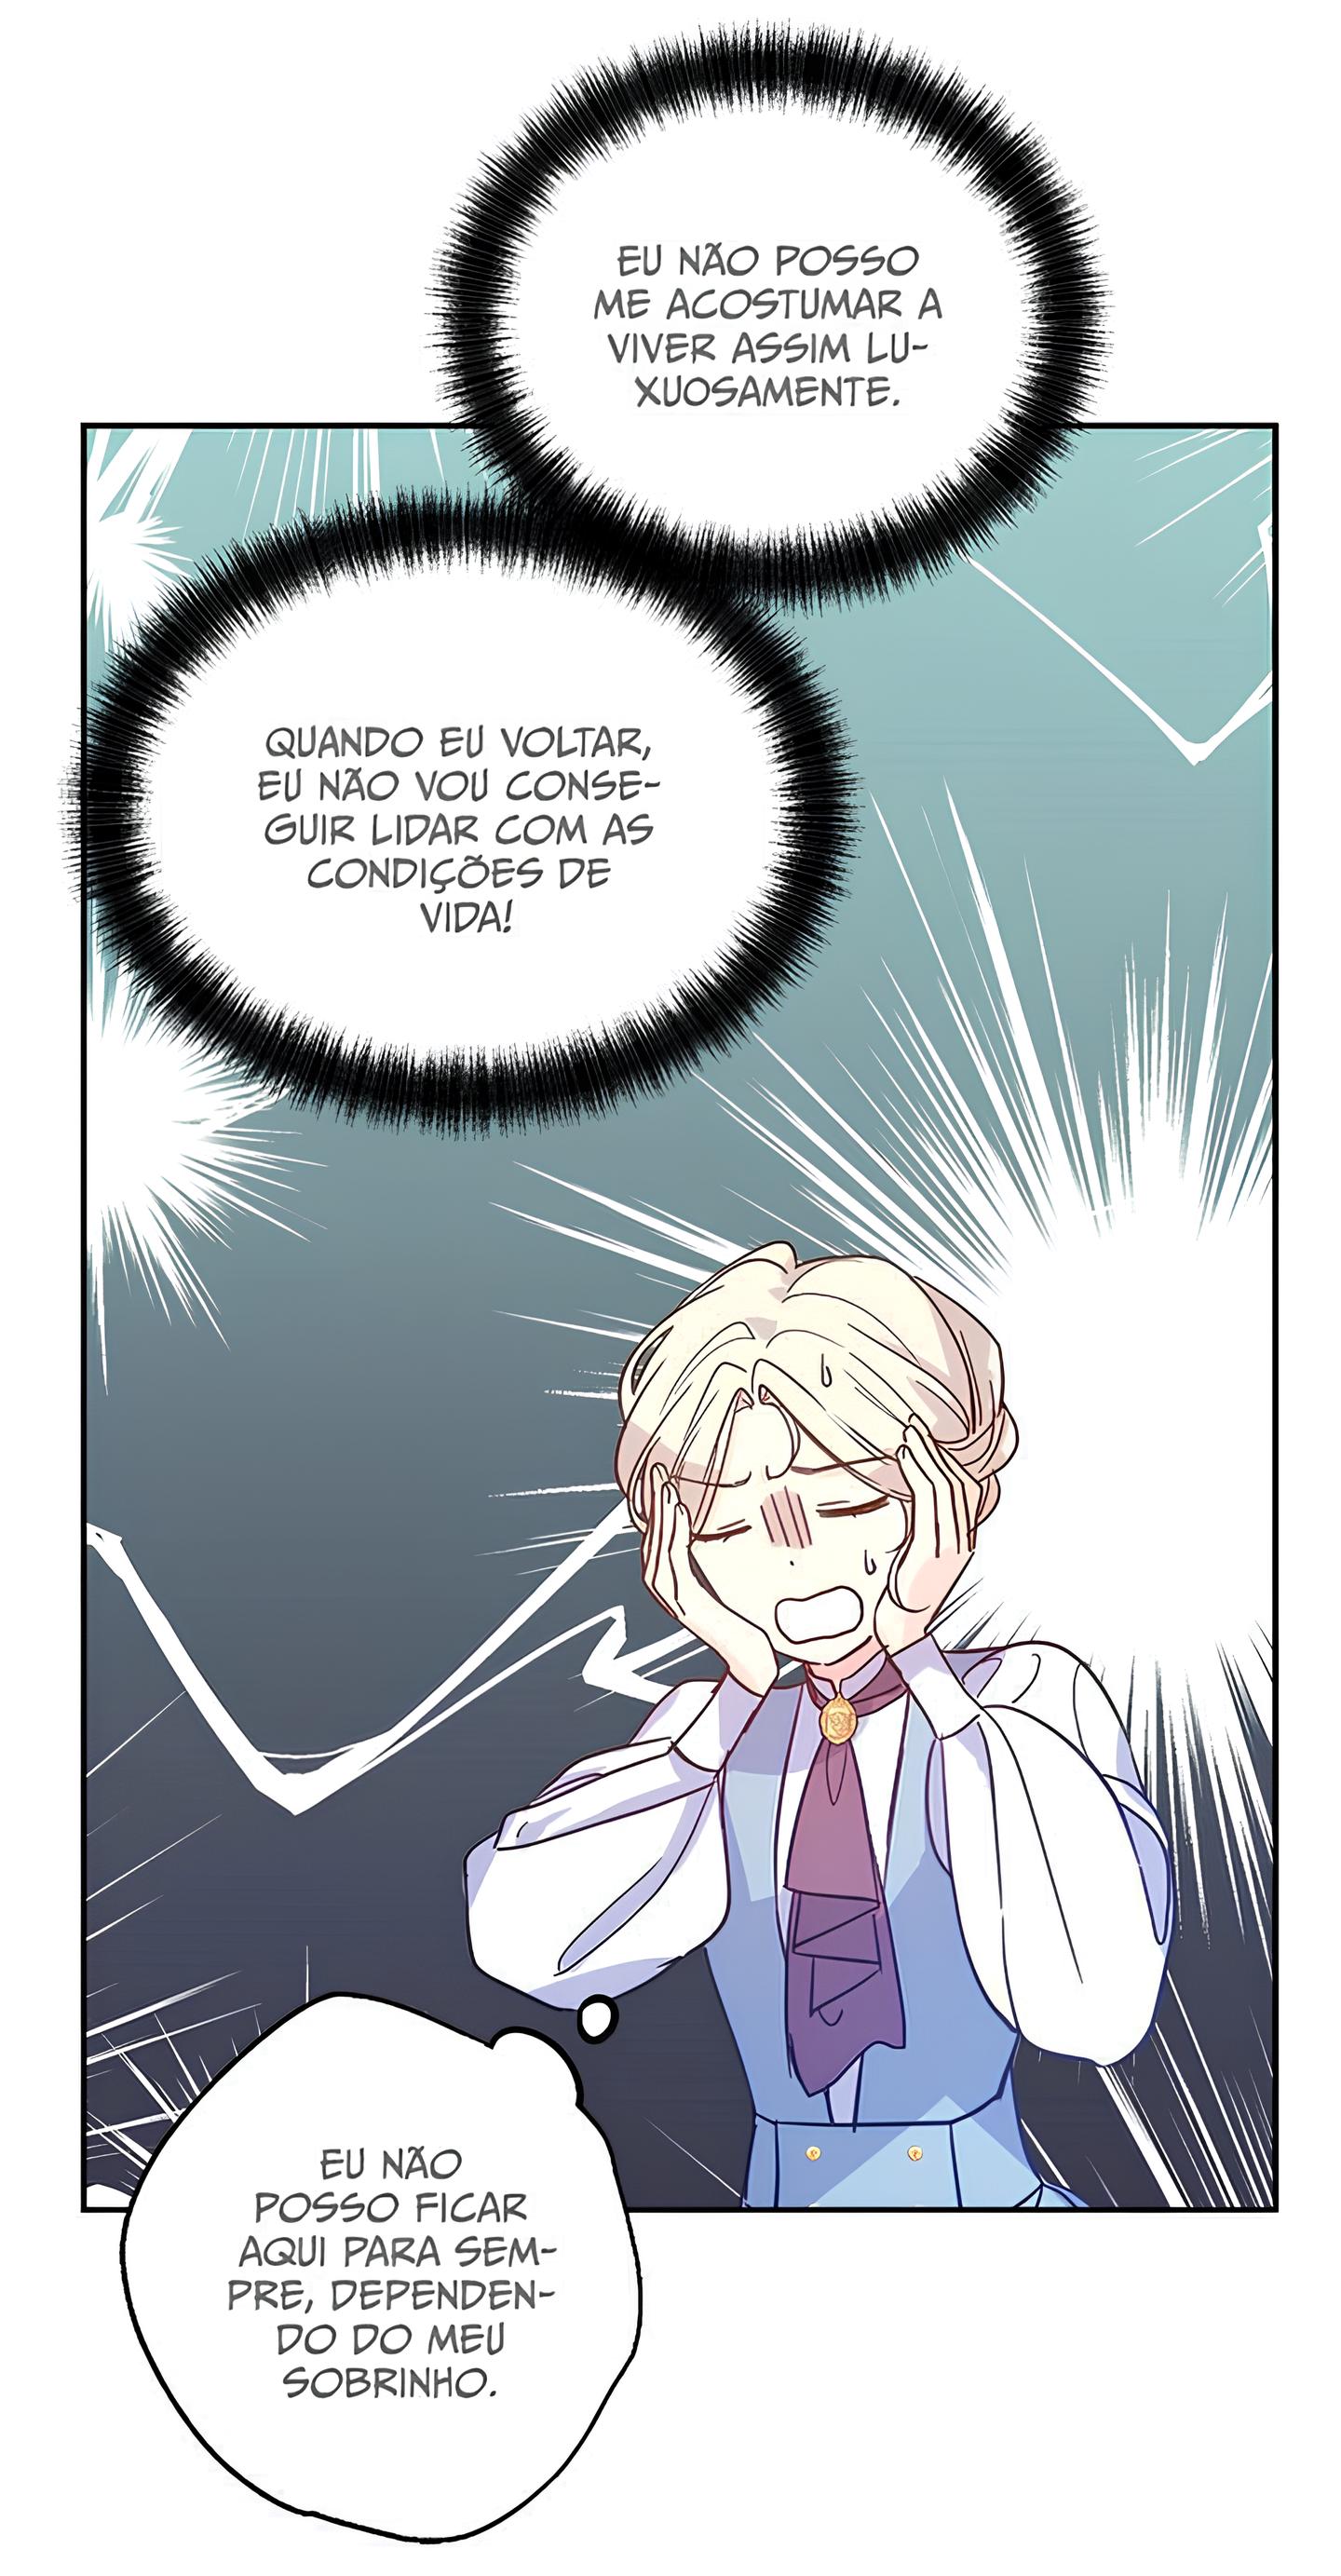 EU NÃO POSSO
ME ACOSTUMAR A
VIVER ASSIM LU-
XUOSAMENTE.
QUANDO EU VOLTAR,
EU NÃO VOU CONSE-
GUIR LIDAR COM AS
CONDIÇÕES DE
VIDA!
EU NÃO
POSSO FICAR
AQUI PARA SEM-
PRE, DEPENDEN-
DO DO MEU
SOBRINHO.